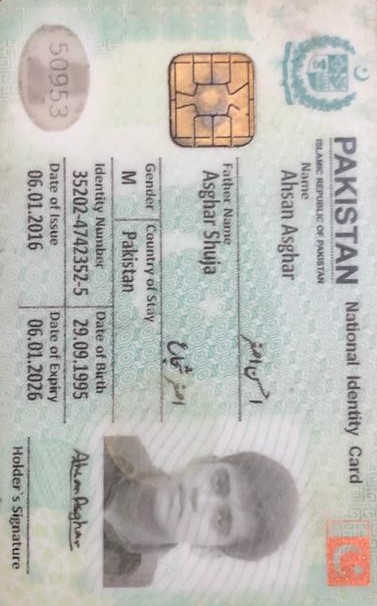 PAKISTAN National Identity Card
ISLAMIC REPUBLIC OF PAKISTAN
Name
Ahsan Asghar
احسن اصغر
Father Name
Asghar Shuja
اصغر شجاع
Gender Country of Stay
M Pakistan
Identity Number Date of Birth
35202-4742352-5 29.09.1995
Date of Issue Date of Expiry
06.01.2016 06.01.2026
Ahsan Asghar
Holder's Signature
50953